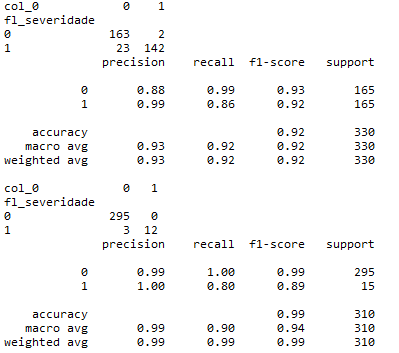 col_0 0 1
fl_severidade
0 163 2
1 23 142
precision recall f1-score support
0 0.88 0.99 0.93 165
1 0.99 0.86 0.92 165
accuracy 0.92 330
macro avg 0.93 0.92 0.92 330
weighted avg 0.93 0.92 0.92 330
col_0 0 1
fl_severidade
0 295 0
1 3 12
precision recall f1-score support
0 0.99 1.00 0.99 295
1 1.00 0.80 0.89 15
accuracy 0.99 310
macro avg 0.99 0.90 0.94 310
weighted avg 0.99 0.99 0.99 310